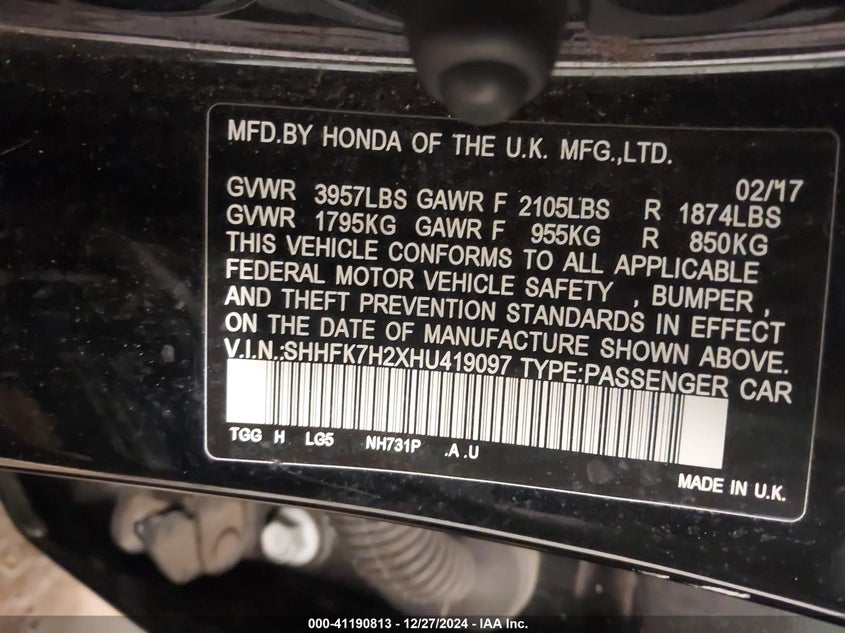 MFD.BY HONDA OF THE U.K. MFG.,LTD.
02/17
GVWR 3957LBS GAWR F 2105LBS R 1874LBS
GVWR 1795KG GAWR F 955KG R 850KG
THIS VEHICLE CONFORMS TO ALL APPLICABLE
FEDERAL MOTOR VEHICLE SAFETY , BUMPER ,
AND THEFT PREVENTION STANDARDS IN EFFECT
ON THE DATE OF MANUFACTURE SHOWN ABOVE.
V.I.N.:SHHFK7H2XHU419097 TYPE:PASSENGER CAR
TGG H LG5 NH731P .A .U
MADE IN U.K.
000-41190813 - 12/27/2024 - IAA Inc.